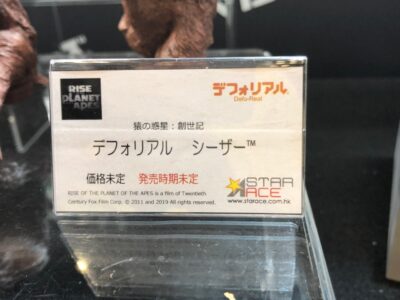 RISE
OF THE
PLANET
OF THE
APES
デフォリアル
Defo-Real
猿の惑星：創世記
デフォリアル　シーザー™
価格未定　発売時期未定
RISE OF THE PLANET OF THE APES is a film of Twentieth
Century Fox Film Corp. © 2011 and 2019 All rights reserved.
STAR
ACE
www.starace.com.hk